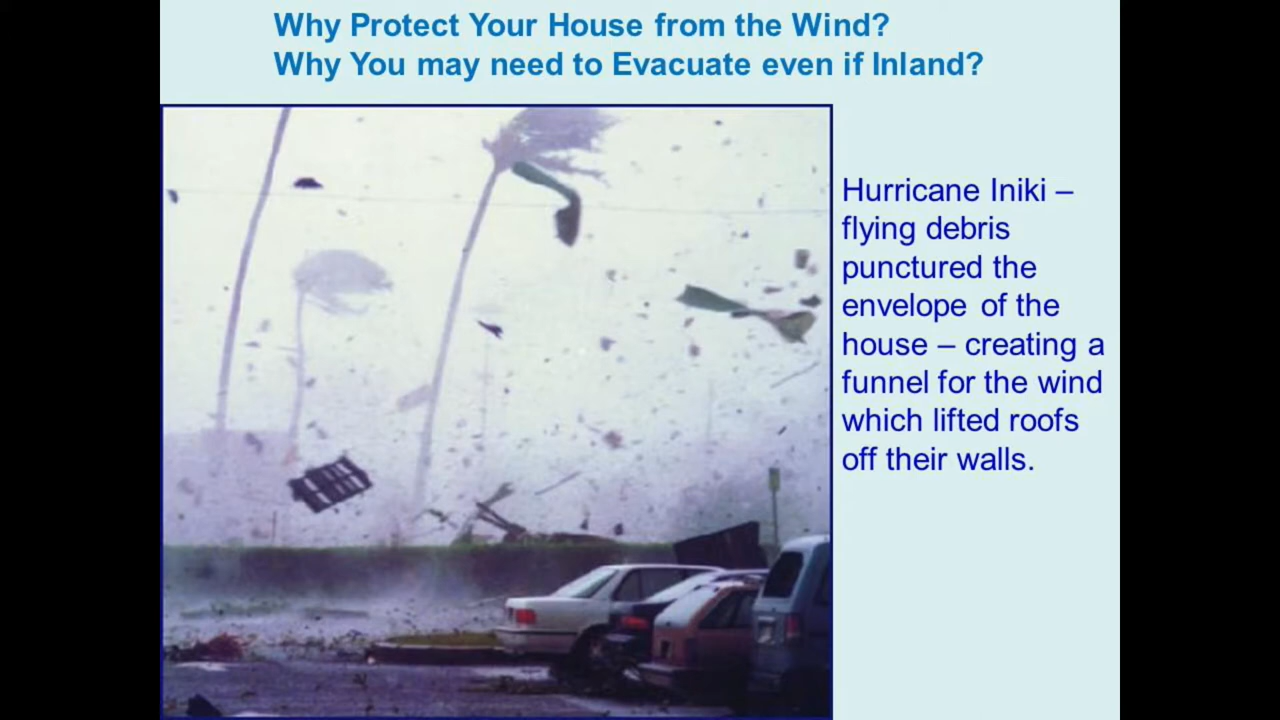 Why Protect Your House from the Wind?
Why You may need to Evacuate even if Inland?
Hurricane Iniki –
flying debris
punctured the
envelope of the
house – creating a
funnel for the wind
which lifted roofs
off their walls.